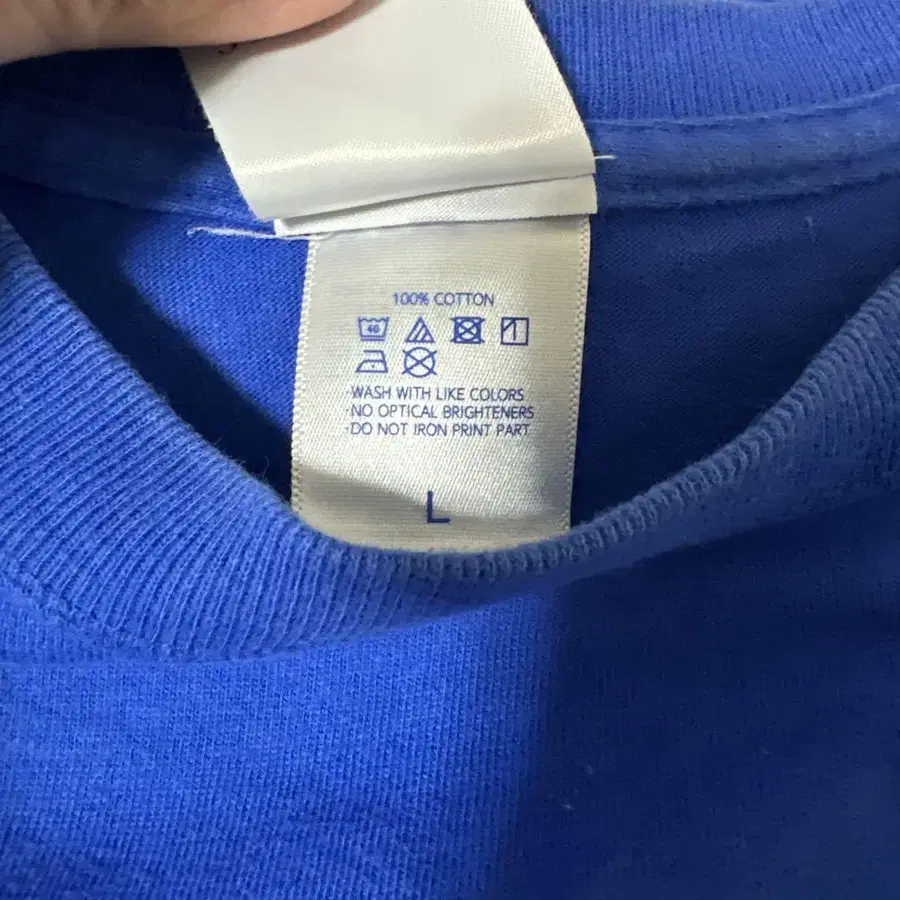 100% COTTON
40
·WASH WITH LIKE COLORS
·NO OPTICAL BRIGHTENERS
·DO NOT IRON PRINT PART
L